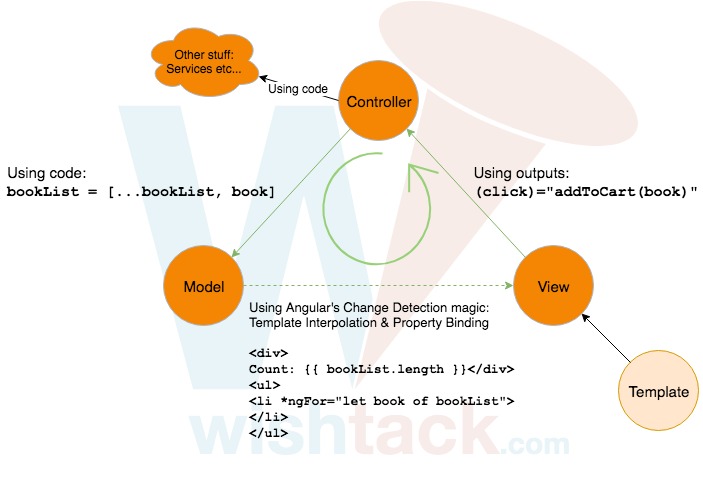 Other stuff:
Services etc...
Using code
Controller
Using code:
bookList = [...bookList, book]
Using outputs:
(click)="addToCart(book)"
Model
View
Using Angular's Change Detection magic:
Template Interpolation & Property Binding
<div>
Count: {{ bookList.length }}</div>
<ul>
<li *ngFor="let book of bookList">
</li>
</ul>
Template
wishtack.com